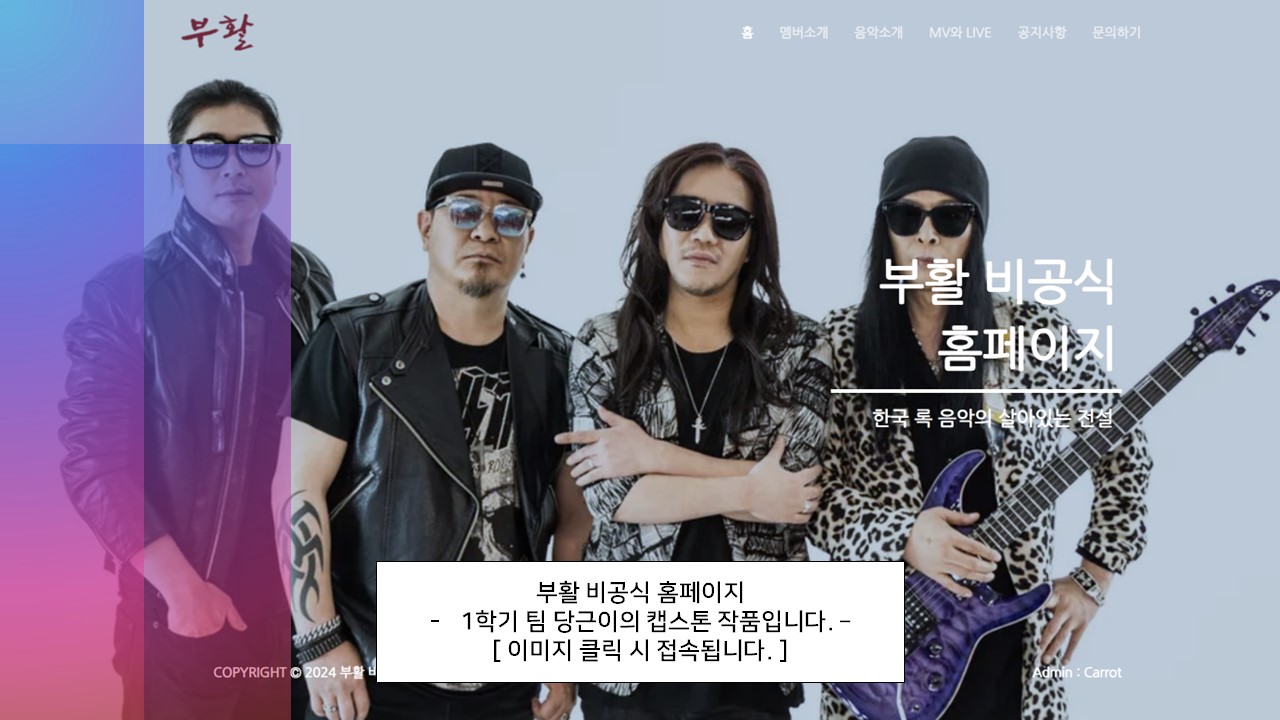 부활
홈 멤버소개 음악소개 MV와 LIVE 공지사항 문의하기
부활 비공식
홈페이지
한국 록 음악의 살아있는 전설
부활 비공식 홈페이지
- 1학기 팀 당근이의 캡스톤 작품입니다. –
[ 이미지 클릭 시 접속됩니다. ]
COPYRIGHT © 2024 부활
Admin : Carrot
ESP